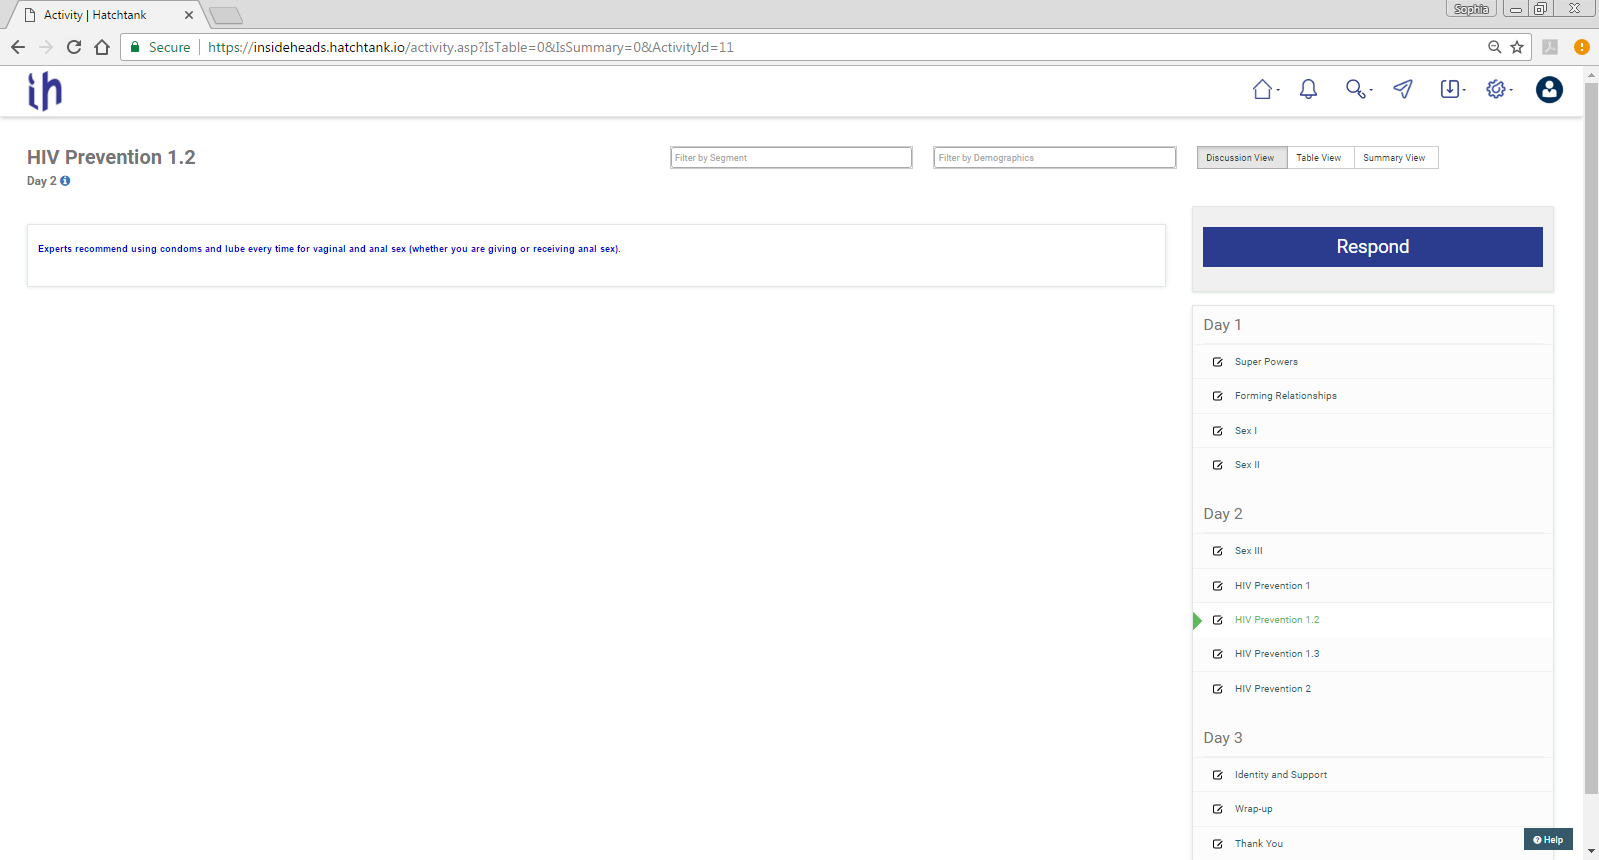 Activity | Hatchtank
Sophia
Secure
https://insideheads.hatchtank.io/activity.asp?IsTable=0&IsSummary=0&ActivityId=11
ih
HIV Prevention 1.2
Filter by Segment
Filter by Demographics
Discussion View
Table View
Summary View
Day 2
Experts recommend using condoms and lube every time for vaginal and anal sex (whether you are giving or receiving anal sex).
Respond
Day 1
Super Powers
Forming Relationships
Sex I
Sex II
Day 2
Sex III
HIV Prevention 1
HIV Prevention 1.2
HIV Prevention 1.3
HIV Prevention 2
Day 3
Identity and Support
Wrap-up
Thank You
Help